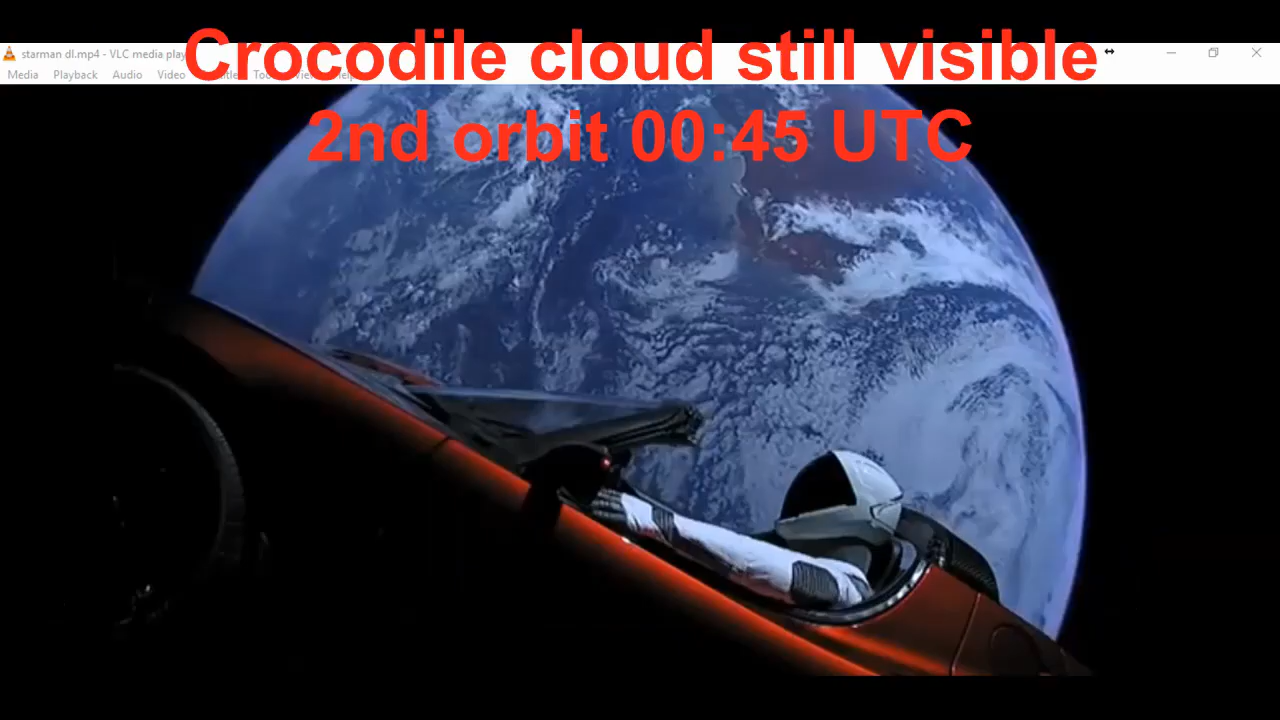 Crocodile cloud still visible
starman dl.mp4 - VLC media play
Media Playback Audio Video
2nd orbit 00:45 UTC